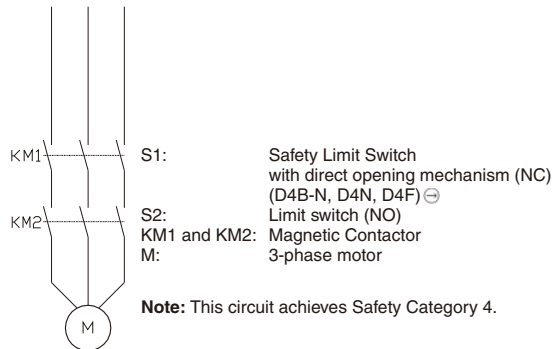 KM1
S1: Safety Limit Switch
with direct opening mechanism (NC)
(D4B-N, D4N, D4F)
KM2
S2: Limit switch (NO)
KM1 and KM2: Magnetic Contactor
M: 3-phase motor
Note: This circuit achieves Safety Category 4.
M